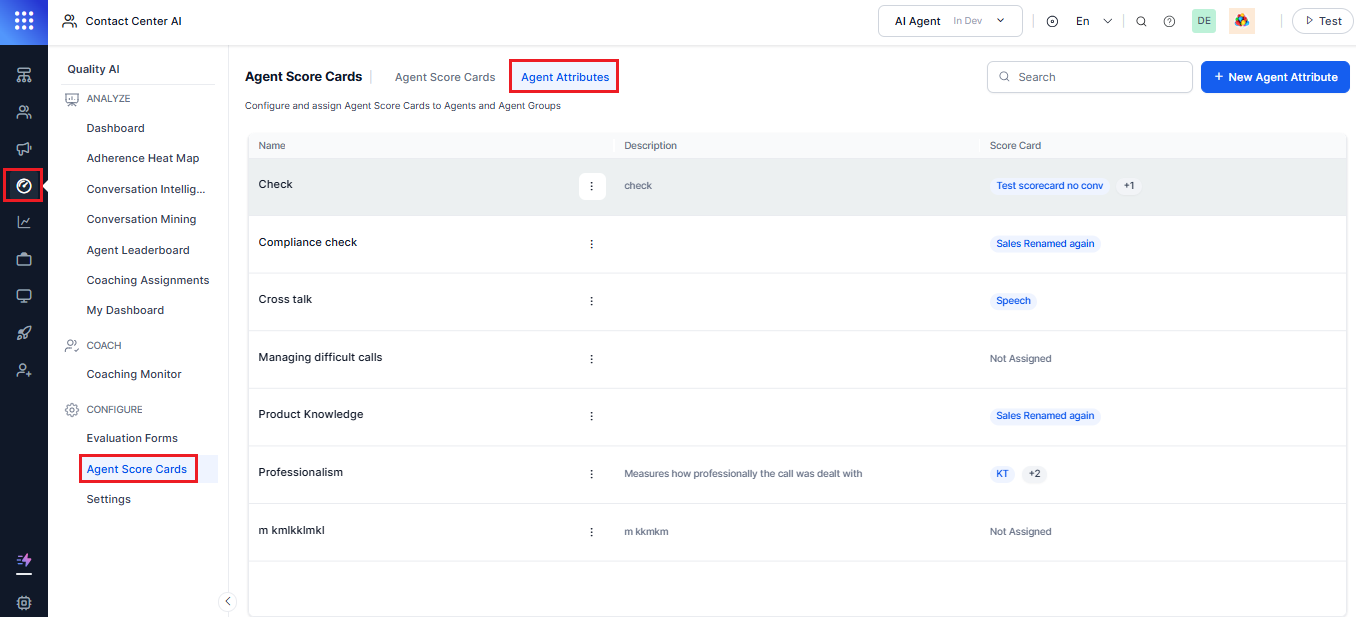 Contact Center AI
AI Agent In Dev
En
DE
Test
Quality AI
ANALYZE
Dashboard
Adherence Heat Map
Conversation Intellig...
Conversation Mining
Agent Leaderboard
Coaching Assignments
My Dashboard
COACH
Coaching Monitor
CONFIGURE
Evaluation Forms
Agent Score Cards
Settings
Agent Score Cards
Agent Score Cards
Agent Attributes
Search
+ New Agent Attribute
Configure and assign Agent Score Cards to Agents and Agent Groups
Name Description Score Card
Check check Test scorecard no conv +1
Compliance check Sales Renamed again
Cross talk Speech
Managing difficult calls Not Assigned
Product Knowledge Sales Renamed again
Professionalism Measures how professionally the call was dealt with KT +2
m kmlkklmkl m kkmkm Not Assigned